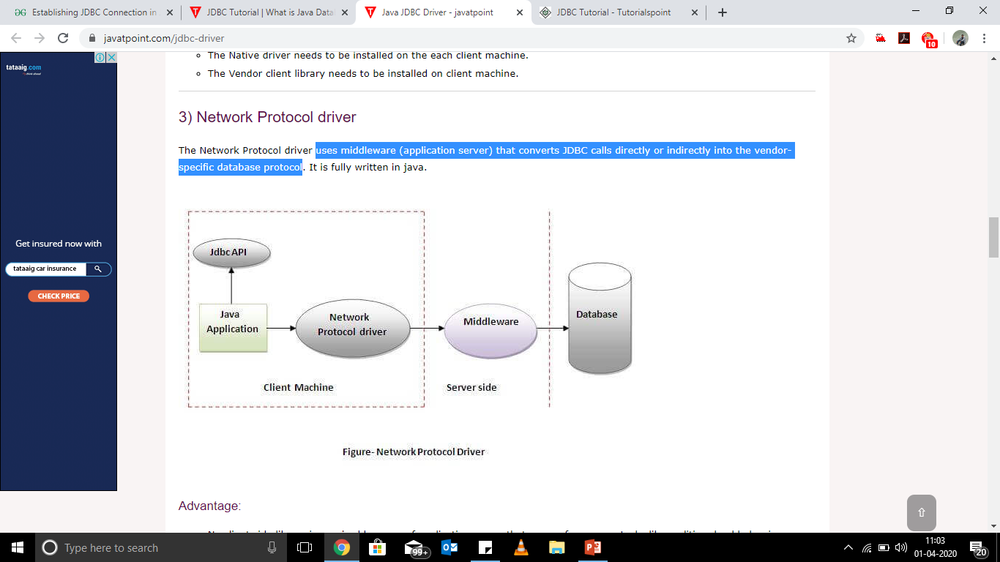 Establishing JDBC Connection in
JDBC Tutorial | What is Java Data
Java JDBC Driver - javatpoint
JDBC Tutorial - Tutorialspoint
javatpoint.com/jdbc-driver
10
tataaig.com
Get insured now with
tataaig car insurance
CHECK PRICE
The Native driver needs to be installed on the each client machine.
The Vendor client library needs to be installed on client machine.
3) Network Protocol driver
The Network Protocol driver uses middleware (application server) that converts JDBC calls directly or indirectly into the vendor-
specific database protocol. It is fully written in java.
Jdbc API
Java
Application
Network
Protocol driver
Middleware
Database
Client Machine
Server side
Figure- Network Protocol Driver
Advantage:
Type here to search
99+
11:03
01-04-2020
20